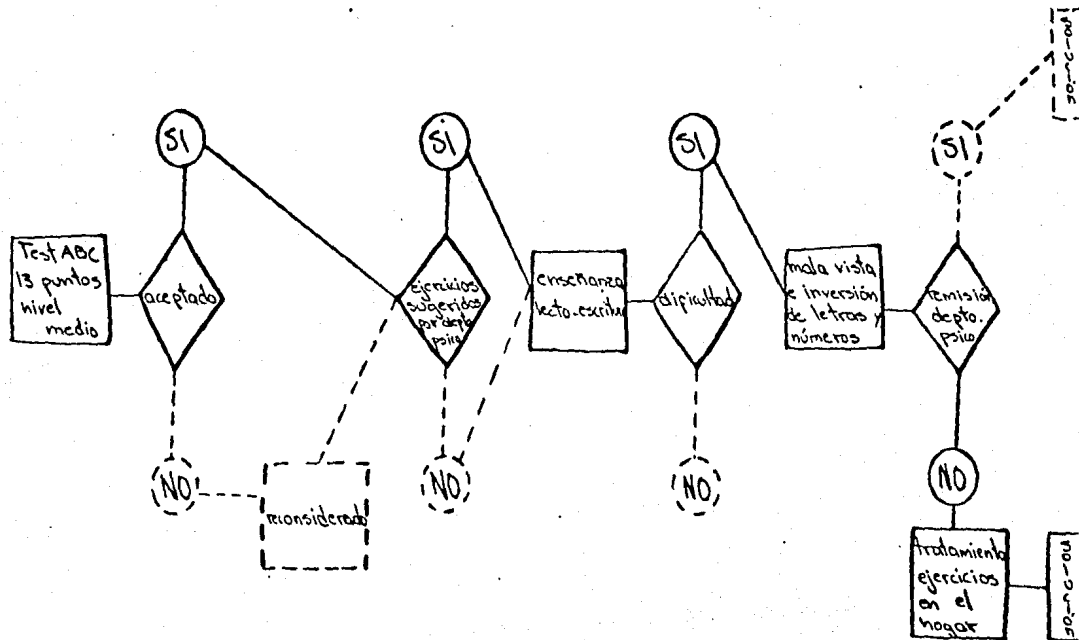 SI
SI
SI
SI
Test ABC
13 puntos
nivel
medio
aceptado
ejercicios
sugeridos
por depto
psico
enseñanza
lecto-escritu
dificultad
mala vista
e inversión
de letras y
números
remisión
depto.
psico
NO
reconsiderado
NO
NO
NO
tratamiento
ejercicios
en el
hogar